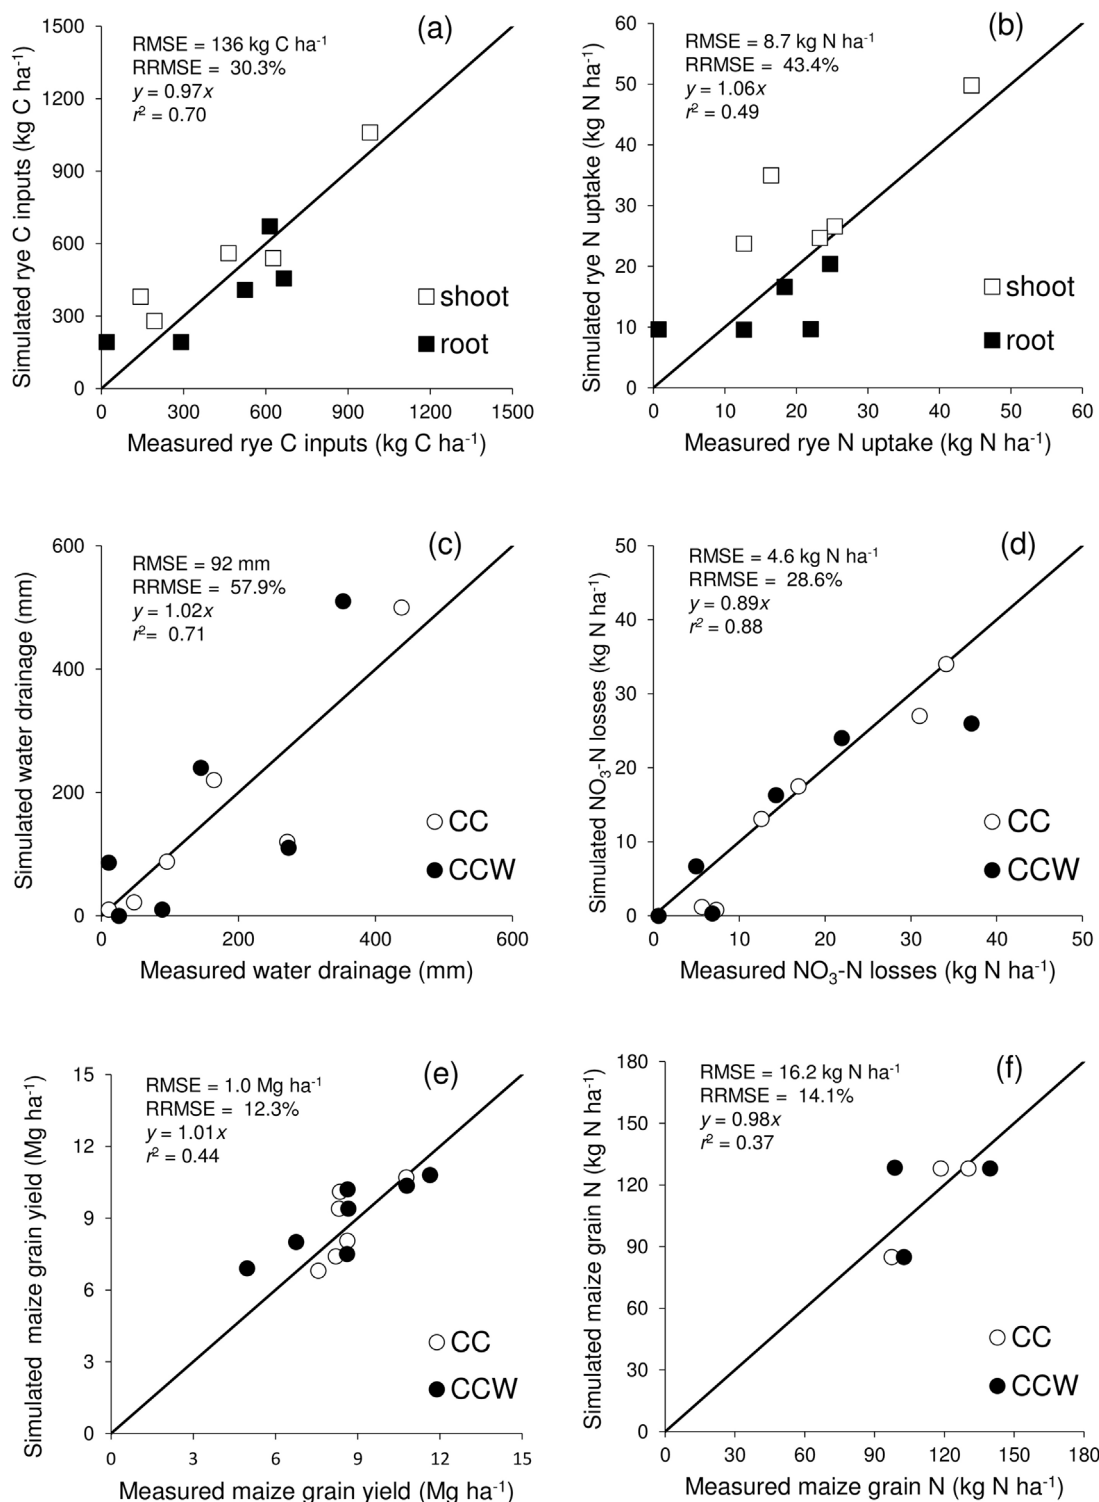 (a)
RMSE = 136 kg C ha⁻¹
RRMSE = 30.3%
y = 0.97x
r² = 0.70
Simulated rye C inputs (kg C ha⁻¹)
1500
1200
900
600
300
0
shoot
root
0 300 600 900 1200 1500
Measured rye C inputs (kg C ha⁻¹)
(b)
RMSE = 8.7 kg N ha⁻¹
RRMSE = 43.4%
y = 1.06x
r² = 0.49
Simulated rye N uptake (kg N ha⁻¹)
60
50
40
30
20
10
0
shoot
root
0 10 20 30 40 50 60
Measured rye N uptake (kg N ha⁻¹)
(c)
RMSE = 92 mm
RRMSE = 57.9%
y = 1.02x
r²= 0.71
Simulated water drainage (mm)
600
400
200
0
CC
CCW
0 200 400 600
Measured water drainage (mm)
(d)
RMSE = 4.6 kg N ha⁻¹
RRMSE = 28.6%
y = 0.89x
r² = 0.88
Simulated NO₃-N losses (kg N ha⁻¹)
50
40
30
20
10
0
CC
CCW
0 10 20 30 40 50
Measured NO₃-N losses (kg N ha⁻¹)
(e)
RMSE = 1.0 Mg ha⁻¹
RRMSE = 12.3%
y = 1.01x
r² = 0.44
Simulated maize grain yield (Mg ha⁻¹)
15
12
9
6
3
0
CC
CCW
0 3 6 9 12 15
Measured maize grain yield (Mg ha⁻¹)
(f)
RMSE = 16.2 kg N ha⁻¹
RRMSE = 14.1%
y = 0.98x
r² = 0.37
Simulated maize grain N (kg N ha⁻¹)
180
150
120
90
60
30
0
CC
CCW
0 30 60 90 120 150 180
Measured maize grain N (kg N ha⁻¹)